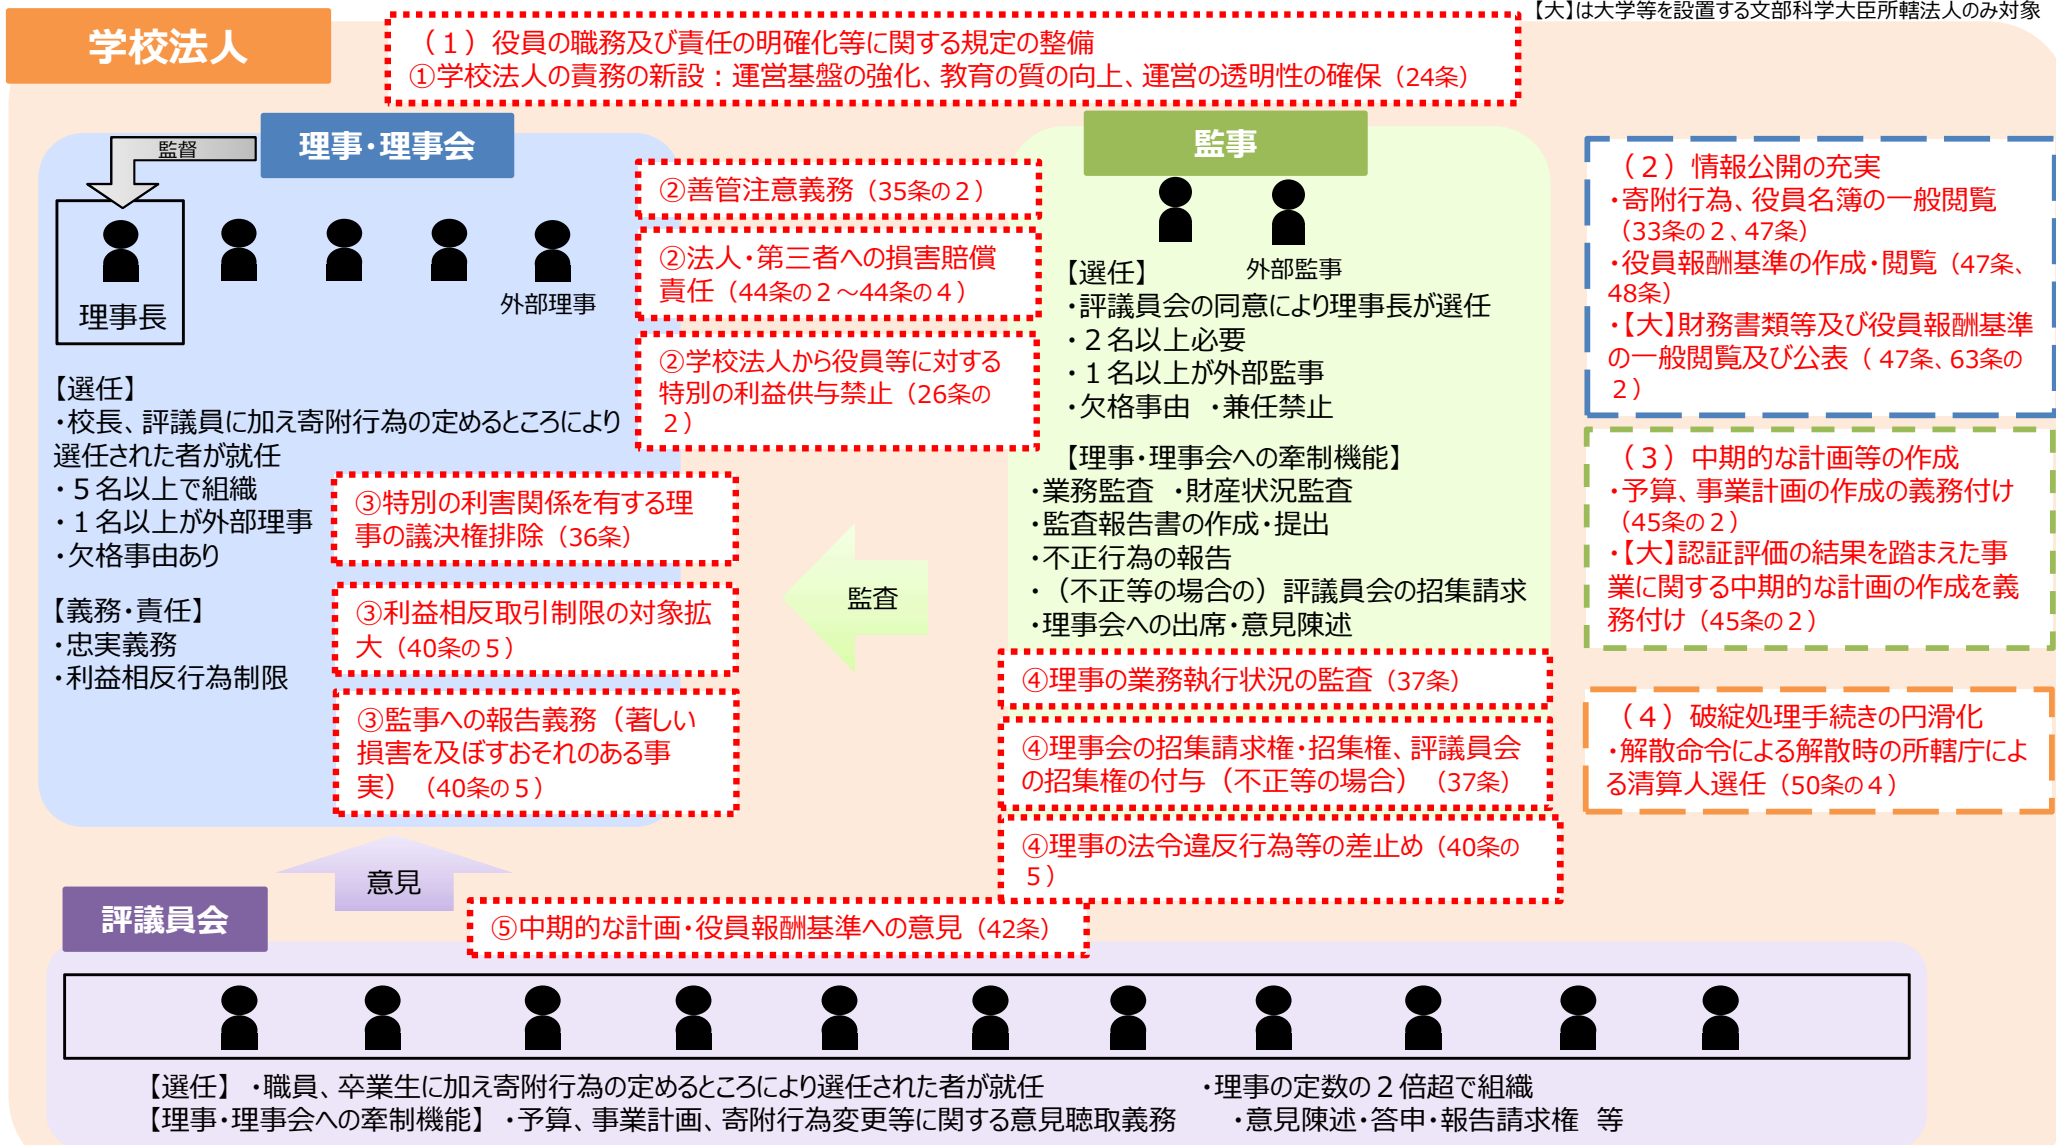 【大】は大学等を設置する文部科学大臣所轄法人のみ対象
学校法人
（１）役員の職務及び責任の明確化等に関する規定の整備
①学校法人の責務の新設：運営基盤の強化、教育の質の向上、運営の透明性の確保（24条）
理事・理事会
監督
理事長
外部理事
【選任】
・校長、評議員に加え寄附行為の定めるところにより
選任された者が就任
・５名以上で組織
・１名以上が外部理事
・欠格事由あり
【義務・責任】
・忠実義務
・利益相反行為制限
②善管注意義務（35条の２）
②法人・第三者への損害賠償
責任（44条の２～44条の４）
②学校法人から役員等に対する
特別の利益供与禁止（26条の
２）
③特別の利害関係を有する理
事の議決権排除（36条）
③利益相反取引制限の対象拡
大（40条の５）
③監事への報告義務（著しい
損害を及ぼすおそれのある事
実）（40条の５）
監査
監事
外部監事
【選任】
・評議員会の同意により理事長が選任
・２名以上必要
・１名以上が外部監事
・欠格事由　・兼任禁止
【理事・理事会への牽制機能】
・業務監査　・財産状況監査
・監査報告書の作成・提出
・不正行為の報告
・（不正等の場合の）評議員会の招集請求
・理事会への出席・意見陳述
④理事の業務執行状況の監査（37条）
④理事会の招集請求権・招集権、評議員会
の招集権の付与（不正等の場合）（37条）
④理事の法令違反行為等の差止め（40条の
５）
（２）情報公開の充実
・寄附行為、役員名簿の一般閲覧
（33条の２、47条）
・役員報酬基準の作成・閲覧（47条、
48条）
・【大】財務書類等及び役員報酬基準
の一般閲覧及び公表（ 47条、63条の
２）
（３）中期的な計画等の作成
・予算、事業計画の作成の義務付け
（45条の２）
・【大】認証評価の結果を踏まえた事
業に関する中期的な計画の作成を義
務付け（45条の２）
（４）破綻処理手続きの円滑化
・解散命令による解散時の所轄庁によ
る清算人選任（50条の４）
意見
評議員会
⑤中期的な計画・役員報酬基準への意見（42条）
【選任】・職員、卒業生に加え寄附行為の定めるところにより選任された者が就任　・理事の定数の２倍超で組織
【理事・理事会への牽制機能】・予算、事業計画、寄附行為変更等に関する意見聴取義務　・意見陳述・答申・報告請求権　等